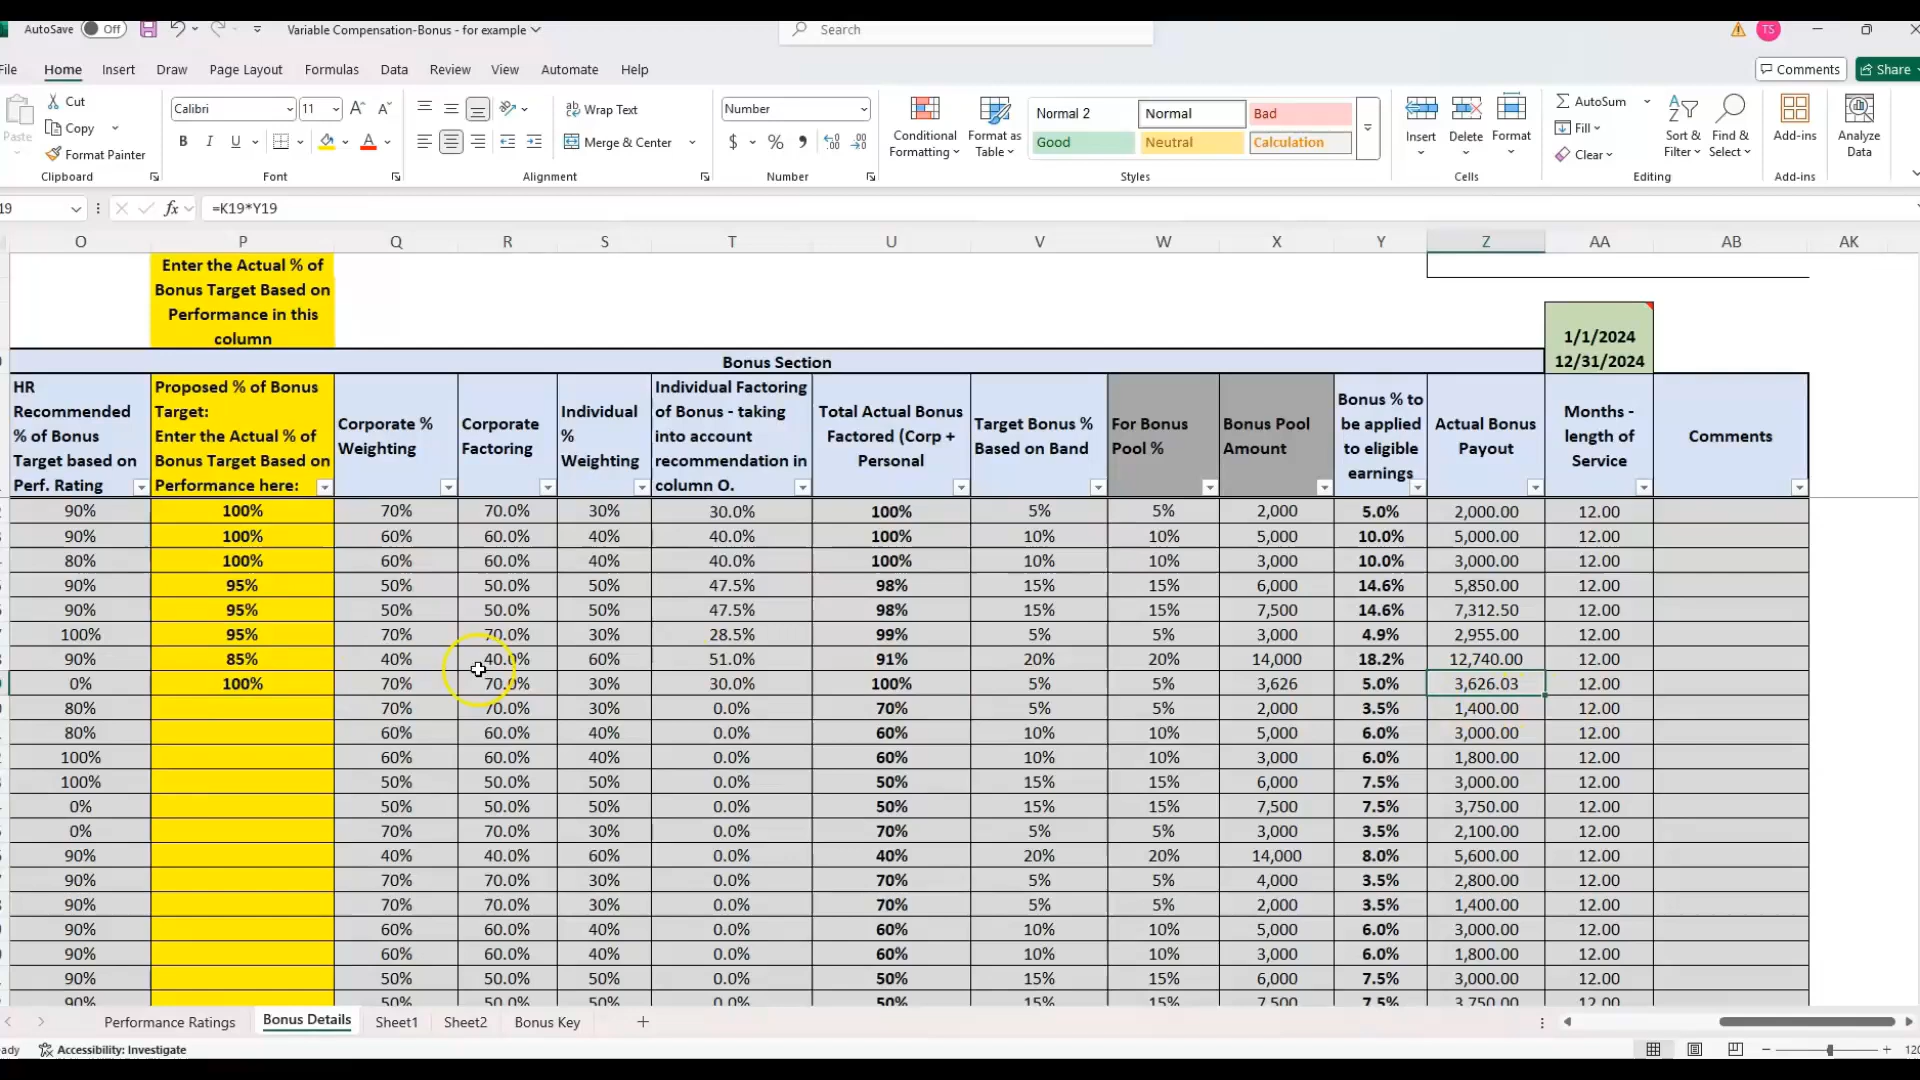 AutoSave Off Variable Compensation-Bonus - for example Search TS
File Home Insert Draw Page Layout Formulas Data Review View Automate Help Comments Share
Paste Cut Copy Format Painter Clipboard
Calibri 11 B I U Font
Wrap Text Merge & Center Alignment
Number $ % Number
Conditional Formatting Format as Table Normal 2 Normal Bad Good Neutral Calculation Styles
Insert Delete Format Cells
AutoSum Fill Clear Sort & Filter Find & Select Editing
Add-ins Add-ins Analyze Data
19 fx =K19*Y19
O P Q R S T U V W X Y Z AA AB AK
Enter the Actual % of
Bonus Target Based on
Performance in this
column
1/1/2024
12/31/2024
Bonus Section
HR Recommended % of Bonus Target based on Perf. Rating
Proposed % of Bonus Target: Enter the Actual % of Bonus Target Based on Performance here:
Corporate % Weighting
Corporate Factoring
Individual % Weighting
Individual Factoring of Bonus - taking into account recommendation in column O.
Total Actual Bonus Factored (Corp + Personal
Target Bonus % Based on Band
For Bonus Pool %
Bonus Pool Amount
Bonus % to be applied to eligible earnings
Actual Bonus Payout
Months - length of Service
Comments
90% 100% 70% 70.0% 30% 30.0% 100% 5% 5% 2,000 5.0% 2,000.00 12.00
90% 100% 60% 60.0% 40% 40.0% 100% 10% 10% 5,000 10.0% 5,000.00 12.00
80% 100% 60% 60.0% 40% 40.0% 100% 10% 10% 3,000 10.0% 3,000.00 12.00
90% 95% 50% 50.0% 50% 47.5% 98% 15% 15% 6,000 14.6% 5,850.00 12.00
90% 95% 50% 50.0% 50% 47.5% 98% 15% 15% 7,500 14.6% 7,312.50 12.00
100% 95% 70% 70.0% 30% 28.5% 99% 5% 5% 3,000 4.9% 2,955.00 12.00
90% 85% 40% 40.0% 60% 51.0% 91% 20% 20% 14,000 18.2% 12,740.00 12.00
0% 100% 70% 70.0% 30% 30.0% 100% 5% 5% 3,626 5.0% 3,626.03 12.00
80% 70% 70.0% 30% 0.0% 70% 5% 5% 2,000 3.5% 1,400.00 12.00
80% 60% 60.0% 40% 0.0% 60% 10% 10% 5,000 6.0% 3,000.00 12.00
100% 60% 60.0% 40% 0.0% 60% 10% 10% 3,000 6.0% 1,800.00 12.00
100% 50% 50.0% 50% 0.0% 50% 15% 15% 6,000 7.5% 3,000.00 12.00
0% 50% 50.0% 50% 0.0% 50% 15% 15% 7,500 7.5% 3,750.00 12.00
0% 70% 70.0% 30% 0.0% 70% 5% 5% 3,000 3.5% 2,100.00 12.00
90% 40% 40.0% 60% 0.0% 40% 20% 20% 14,000 8.0% 5,600.00 12.00
90% 70% 70.0% 30% 0.0% 70% 5% 5% 4,000 3.5% 2,800.00 12.00
90% 70% 70.0% 30% 0.0% 70% 5% 5% 2,000 3.5% 1,400.00 12.00
90% 60% 60.0% 40% 0.0% 60% 10% 10% 5,000 6.0% 3,000.00 12.00
90% 60% 60.0% 40% 0.0% 60% 10% 10% 3,000 6.0% 1,800.00 12.00
90% 50% 50.0% 50% 0.0% 50% 15% 15% 6,000 7.5% 3,000.00 12.00
90% 50% 50.0% 50% 0.0% 50% 15% 15% 7,500 7.5% 3,750.00 12.00
Performance Ratings Bonus Details Sheet1 Sheet2 Bonus Key
Accessibility: Investigate